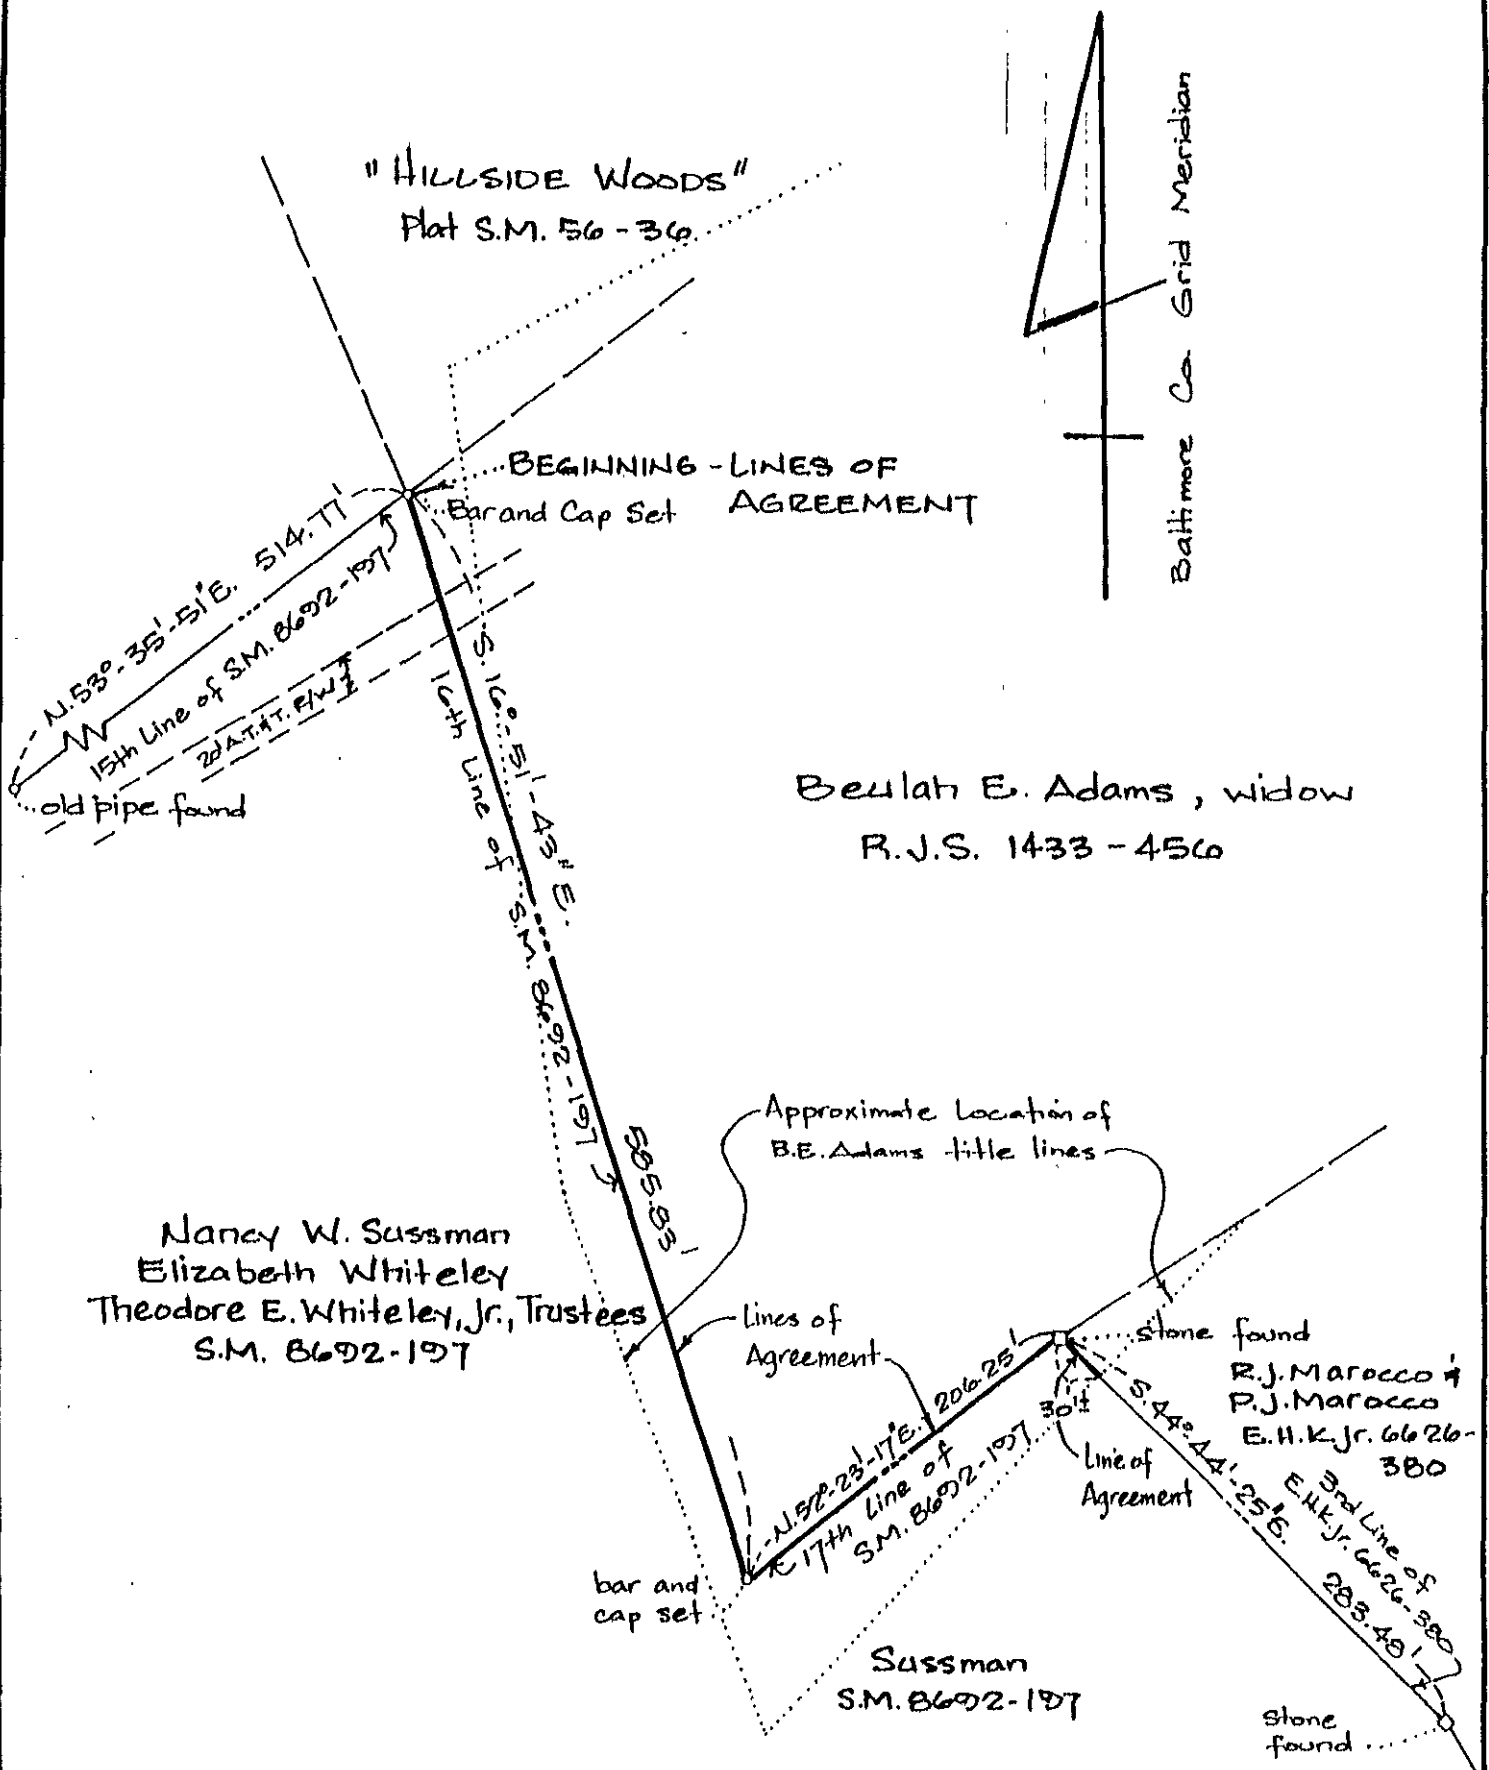 "HILLSIDE WOODS"
Plat S.M. 56-36
Baltimore Co. Grid Meridian
BEGINNING - LINES OF
AGREEMENT
Bar and Cap Set
N. 53°-35'-51"E. 514.77'
15th Line of S.M. 8692-197
A.T.&T. R/W
old pipe found
S. 16°-51'-43" E.
585.83'
16th Line of S.M. 8692-197
Beulah E. Adams, widow
R.J.S. 1433-456
Approximate Location of
B.E. Adams title lines
Nancy W. Sussman
Elizabeth Whiteley
Theodore E. Whiteley, Jr., Trustees
S.M. 8692-197
Lines of
Agreement
stone found
R.J. Marocco &
P.J. Marocco
E.H.K.Jr. 6626-
380
N. 52°-23'-17"E. 206.25'
17th Line of
S.M. 8692-197
30'±
Line of
Agreement
S. 44°-44'-25"E.
283.48'
3rd Line of
E.H.K.Jr. 6626-380
bar and
cap set
Sussman
S.M. 8692-197
stone
found